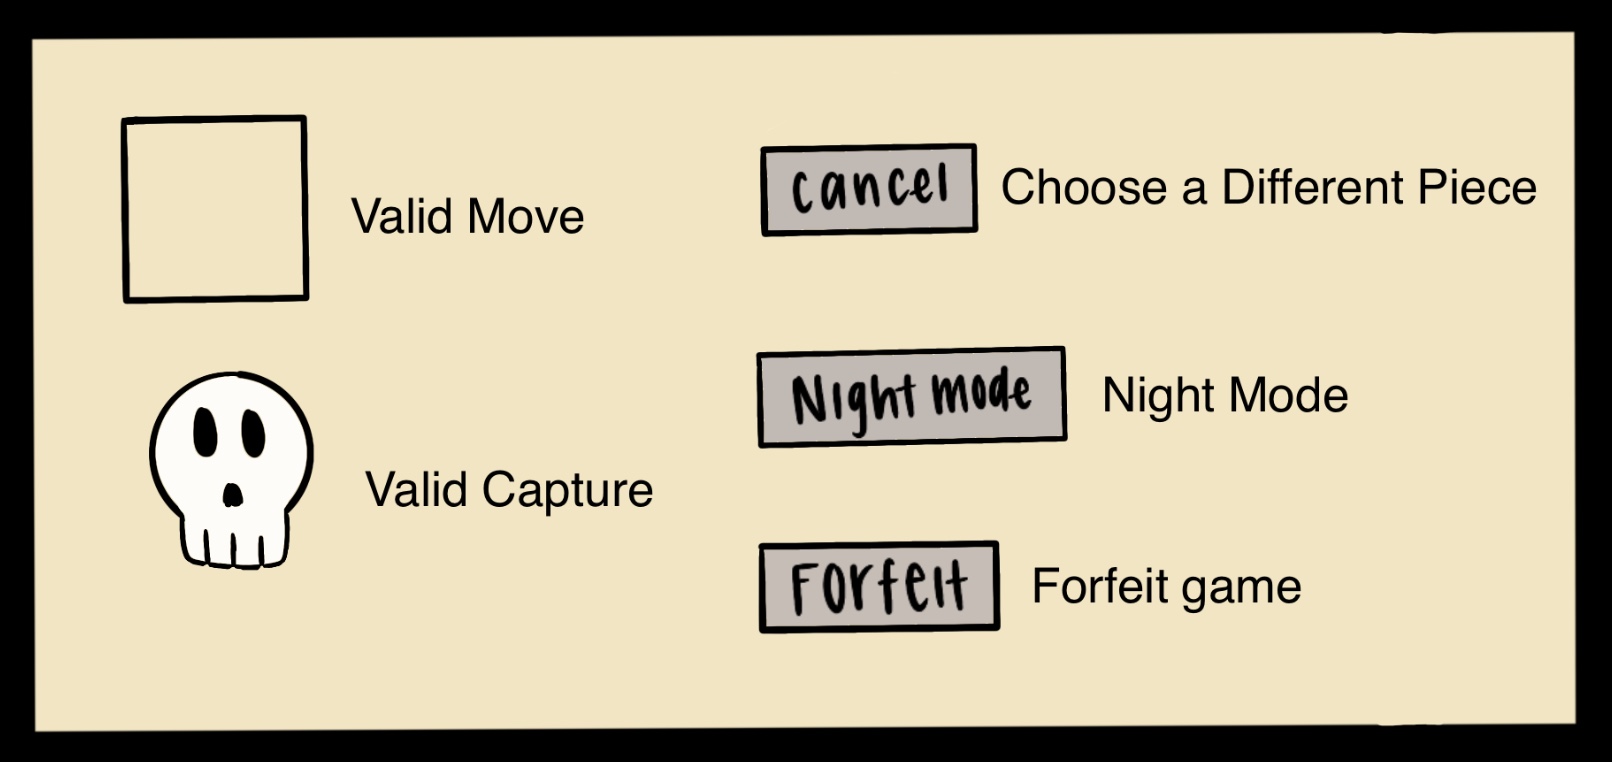 Valid Move
Valid Capture
cancel Choose a Different Piece
Night mode Night Mode
Forfeit Forfeit game